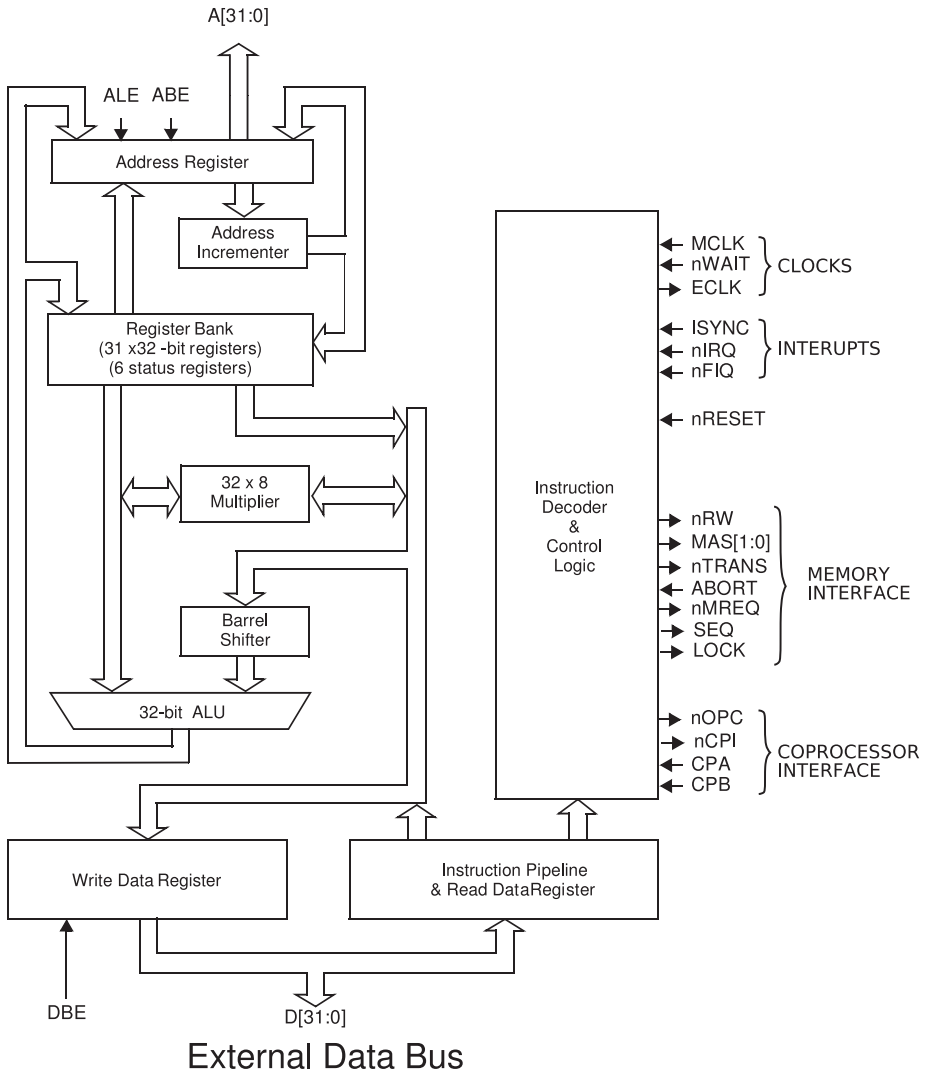 A[31:0]
ALE
ABE
Address Register
Address
Incrementer
Register Bank
(31 x32 -bit registers)
(6 status registers)
32 x 8
Multiplier
Barrel
Shifter
32-bit ALU
Write Data Register
DBE
Instruction Pipeline
& Read DataRegister
D[31:0]
Instruction
Decoder
&
Control
Logic
MCLK
nWAIT
ECLK
CLOCKS
ISYNC
nIRQ
nFIQ
INTERUPTS
nRESET
nRW
MAS[1:0]
nTRANS
ABORT
nMREQ
SEQ
LOCK
MEMORY
INTERFACE
nOPC
nCPI
CPA
CPB
COPROCESSOR
INTERFACE
External Data Bus